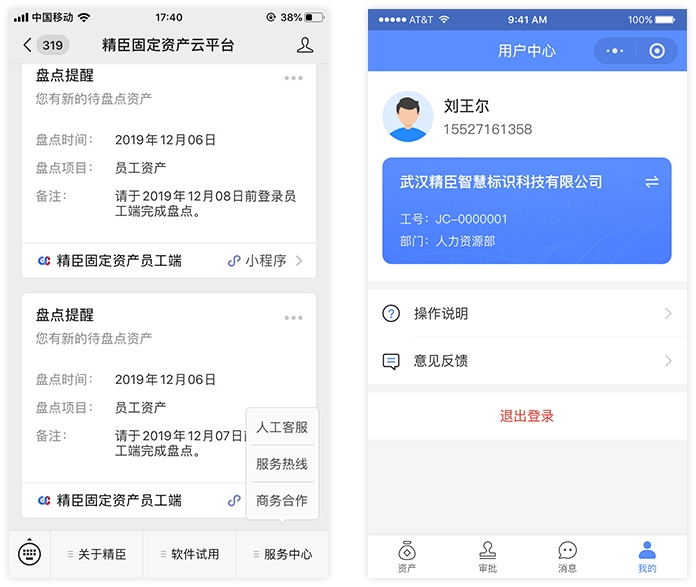 中国移动
17:40
38%
319
精臣固定资产云平台
盘点提醒
您有新的待盘点资产
盘点时间： 2019年12月06日
盘点项目： 员工资产
备注： 请于2019年12月08日前登录员
工端完成盘点。
精臣固定资产员工端
小程序
盘点提醒
您有新的待盘点资产
盘点时间： 2019年12月06日
盘点项目： 员工资产
备注： 请于2019年12月07日前
工端完成盘点。
精臣固定资产员工端
人工客服
服务热线
商务合作
关于精臣
软件试用
服务中心
AT&T
9:41 AM
100%
用户中心
刘王尔
15527161358
武汉精臣智慧标识科技有限公司
工号：JC-0000001
部门：人力资源部
操作说明
意见反馈
退出登录
资产
审批
消息
我的